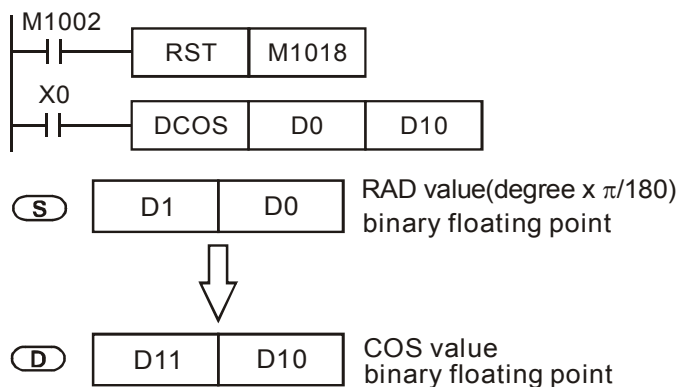 M1002
RST M1018
X0
DCOS D0 D10
S D1 D0 RAD value(degree x π/180)
binary floating point
D D11 D10 COS value
binary floating point